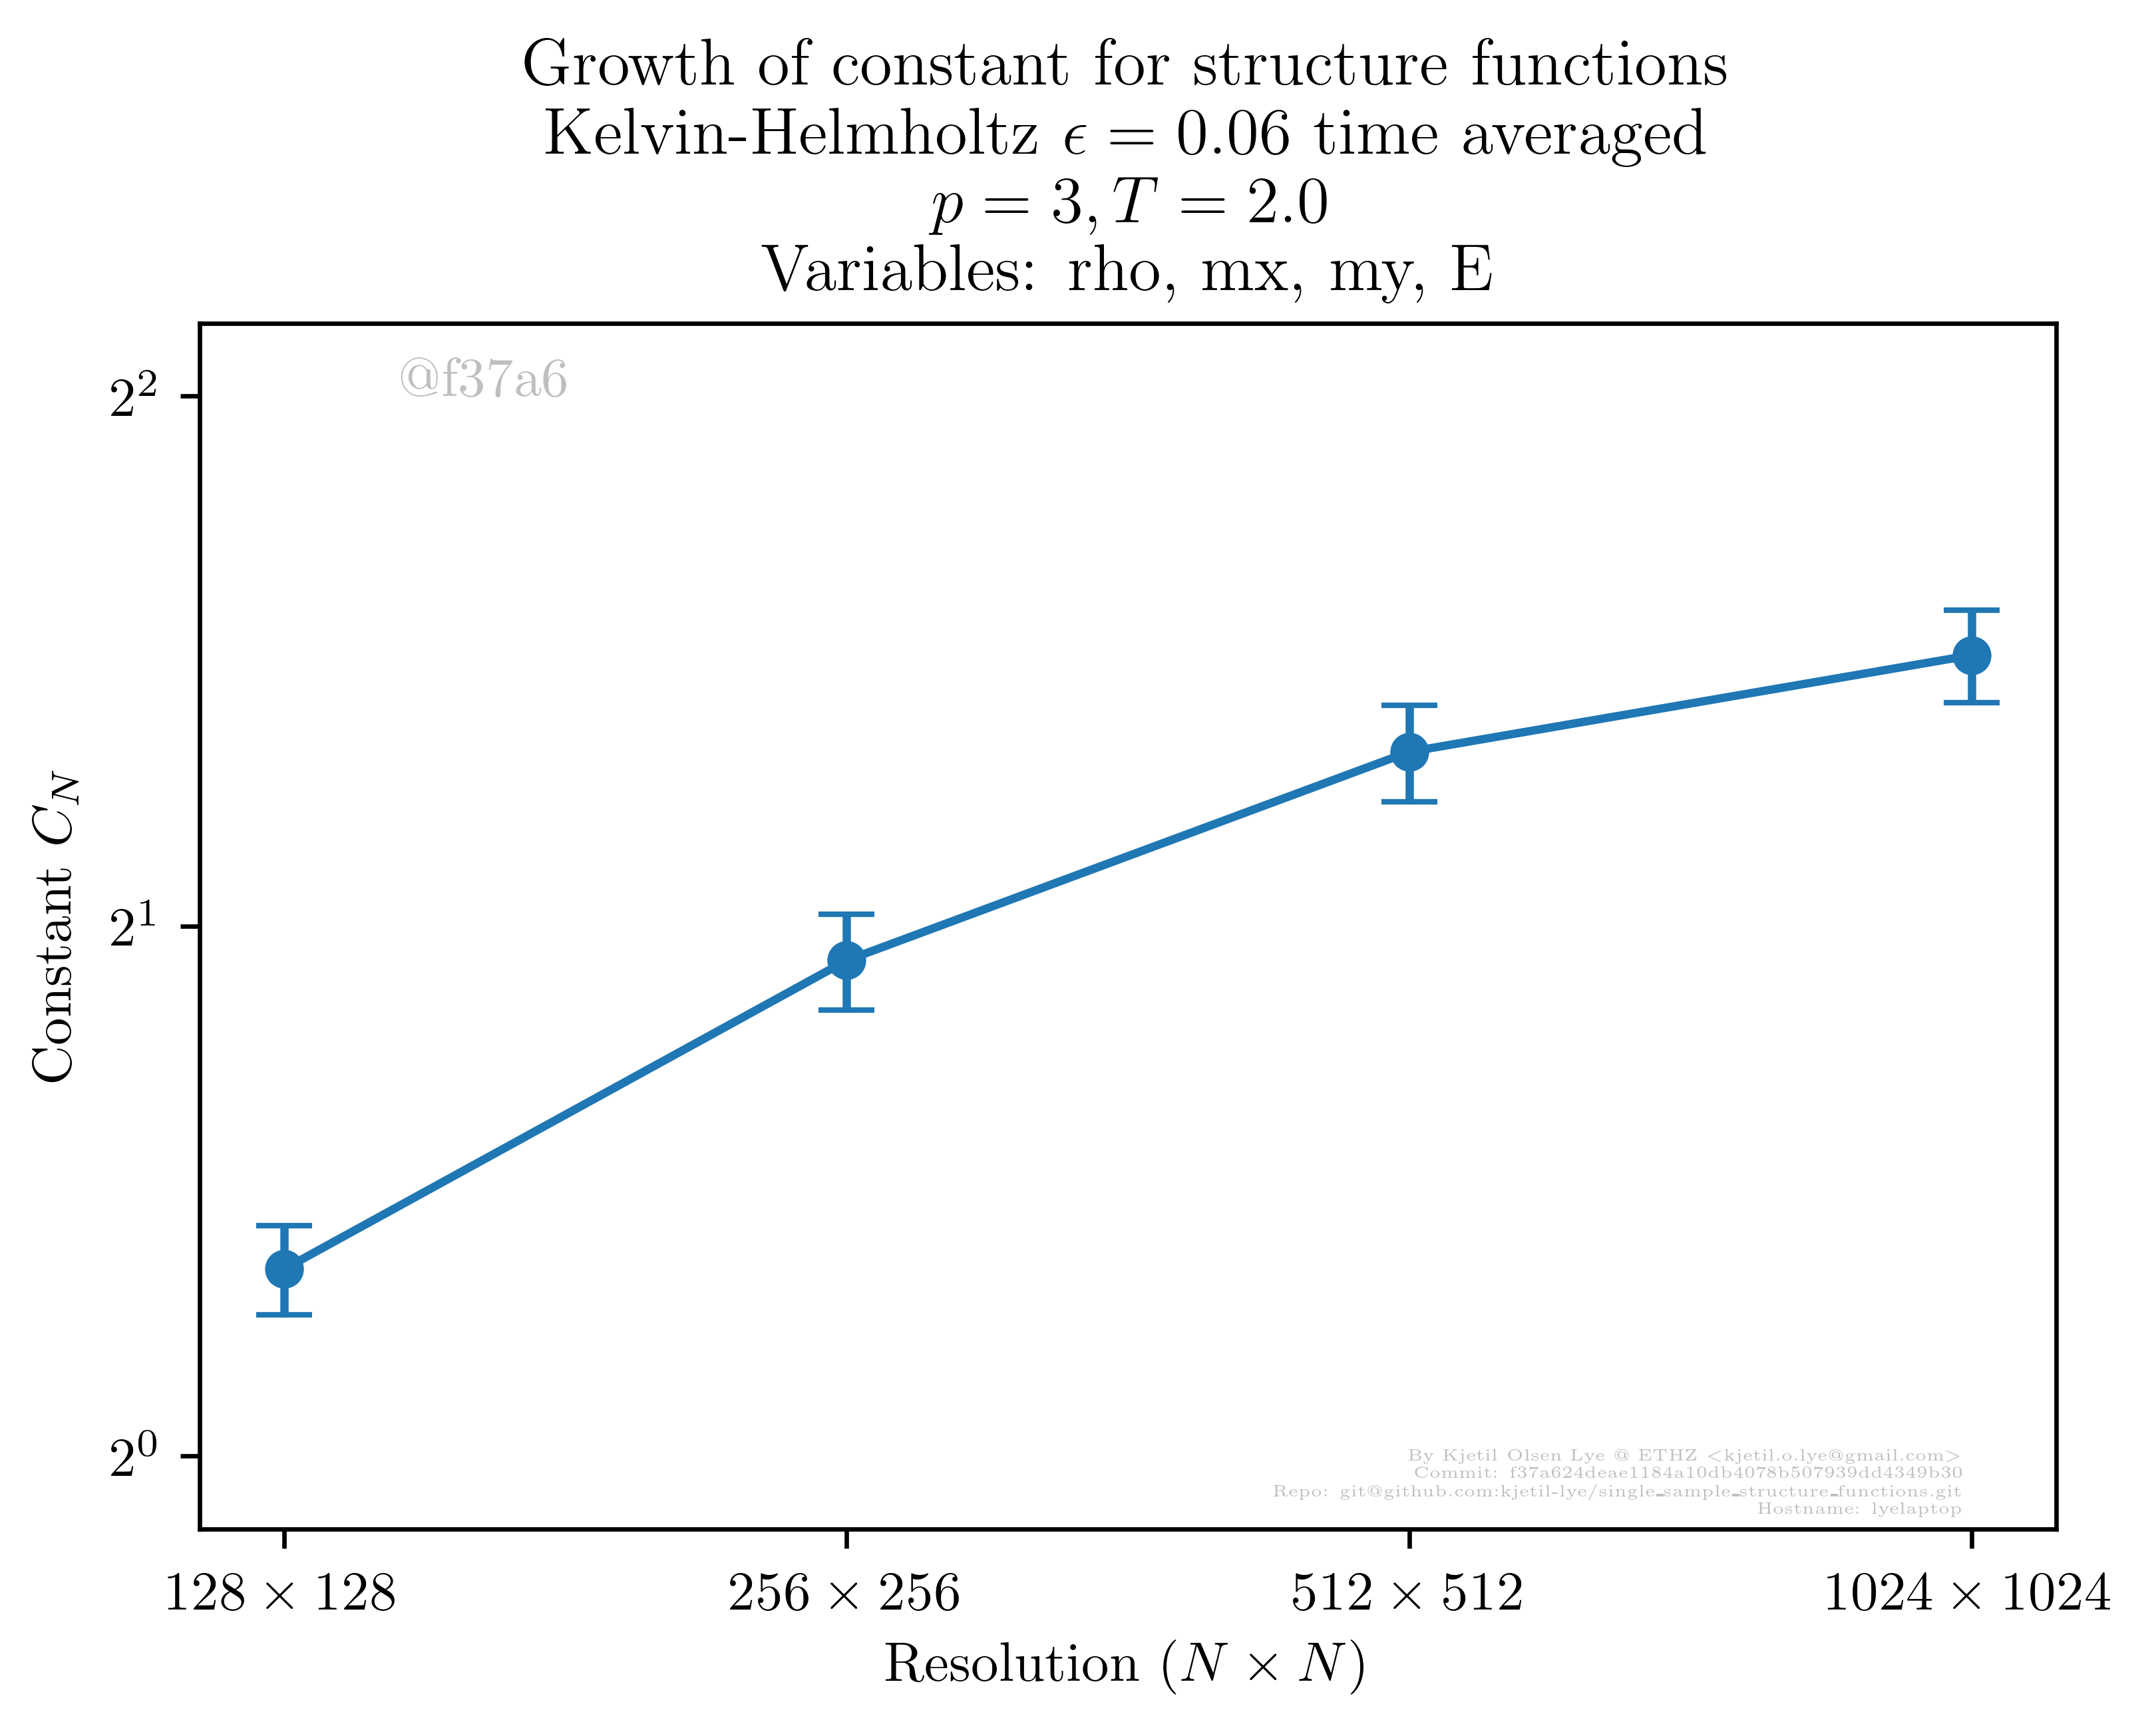 Growth of constant for structure functions
Kelvin-Helmholtz ϵ = 0.06 time averaged
p = 3, T = 2.0
Variables: rho, mx, my, E
@f37a6
2²
2¹
2⁰
Constant C_N
By Kjetil Olsen Lye @ ETHZ <kjetil.o.lye@gmail.com>
Commit: f37a624deae1184a10db4078b507939dd4349b30
Repo: git@github.com:kjetil-lye/single_sample_structure_functions.git
Hostname: lyelaptop
128 × 128
256 × 256
512 × 512
1024 × 1024
Resolution (N × N)